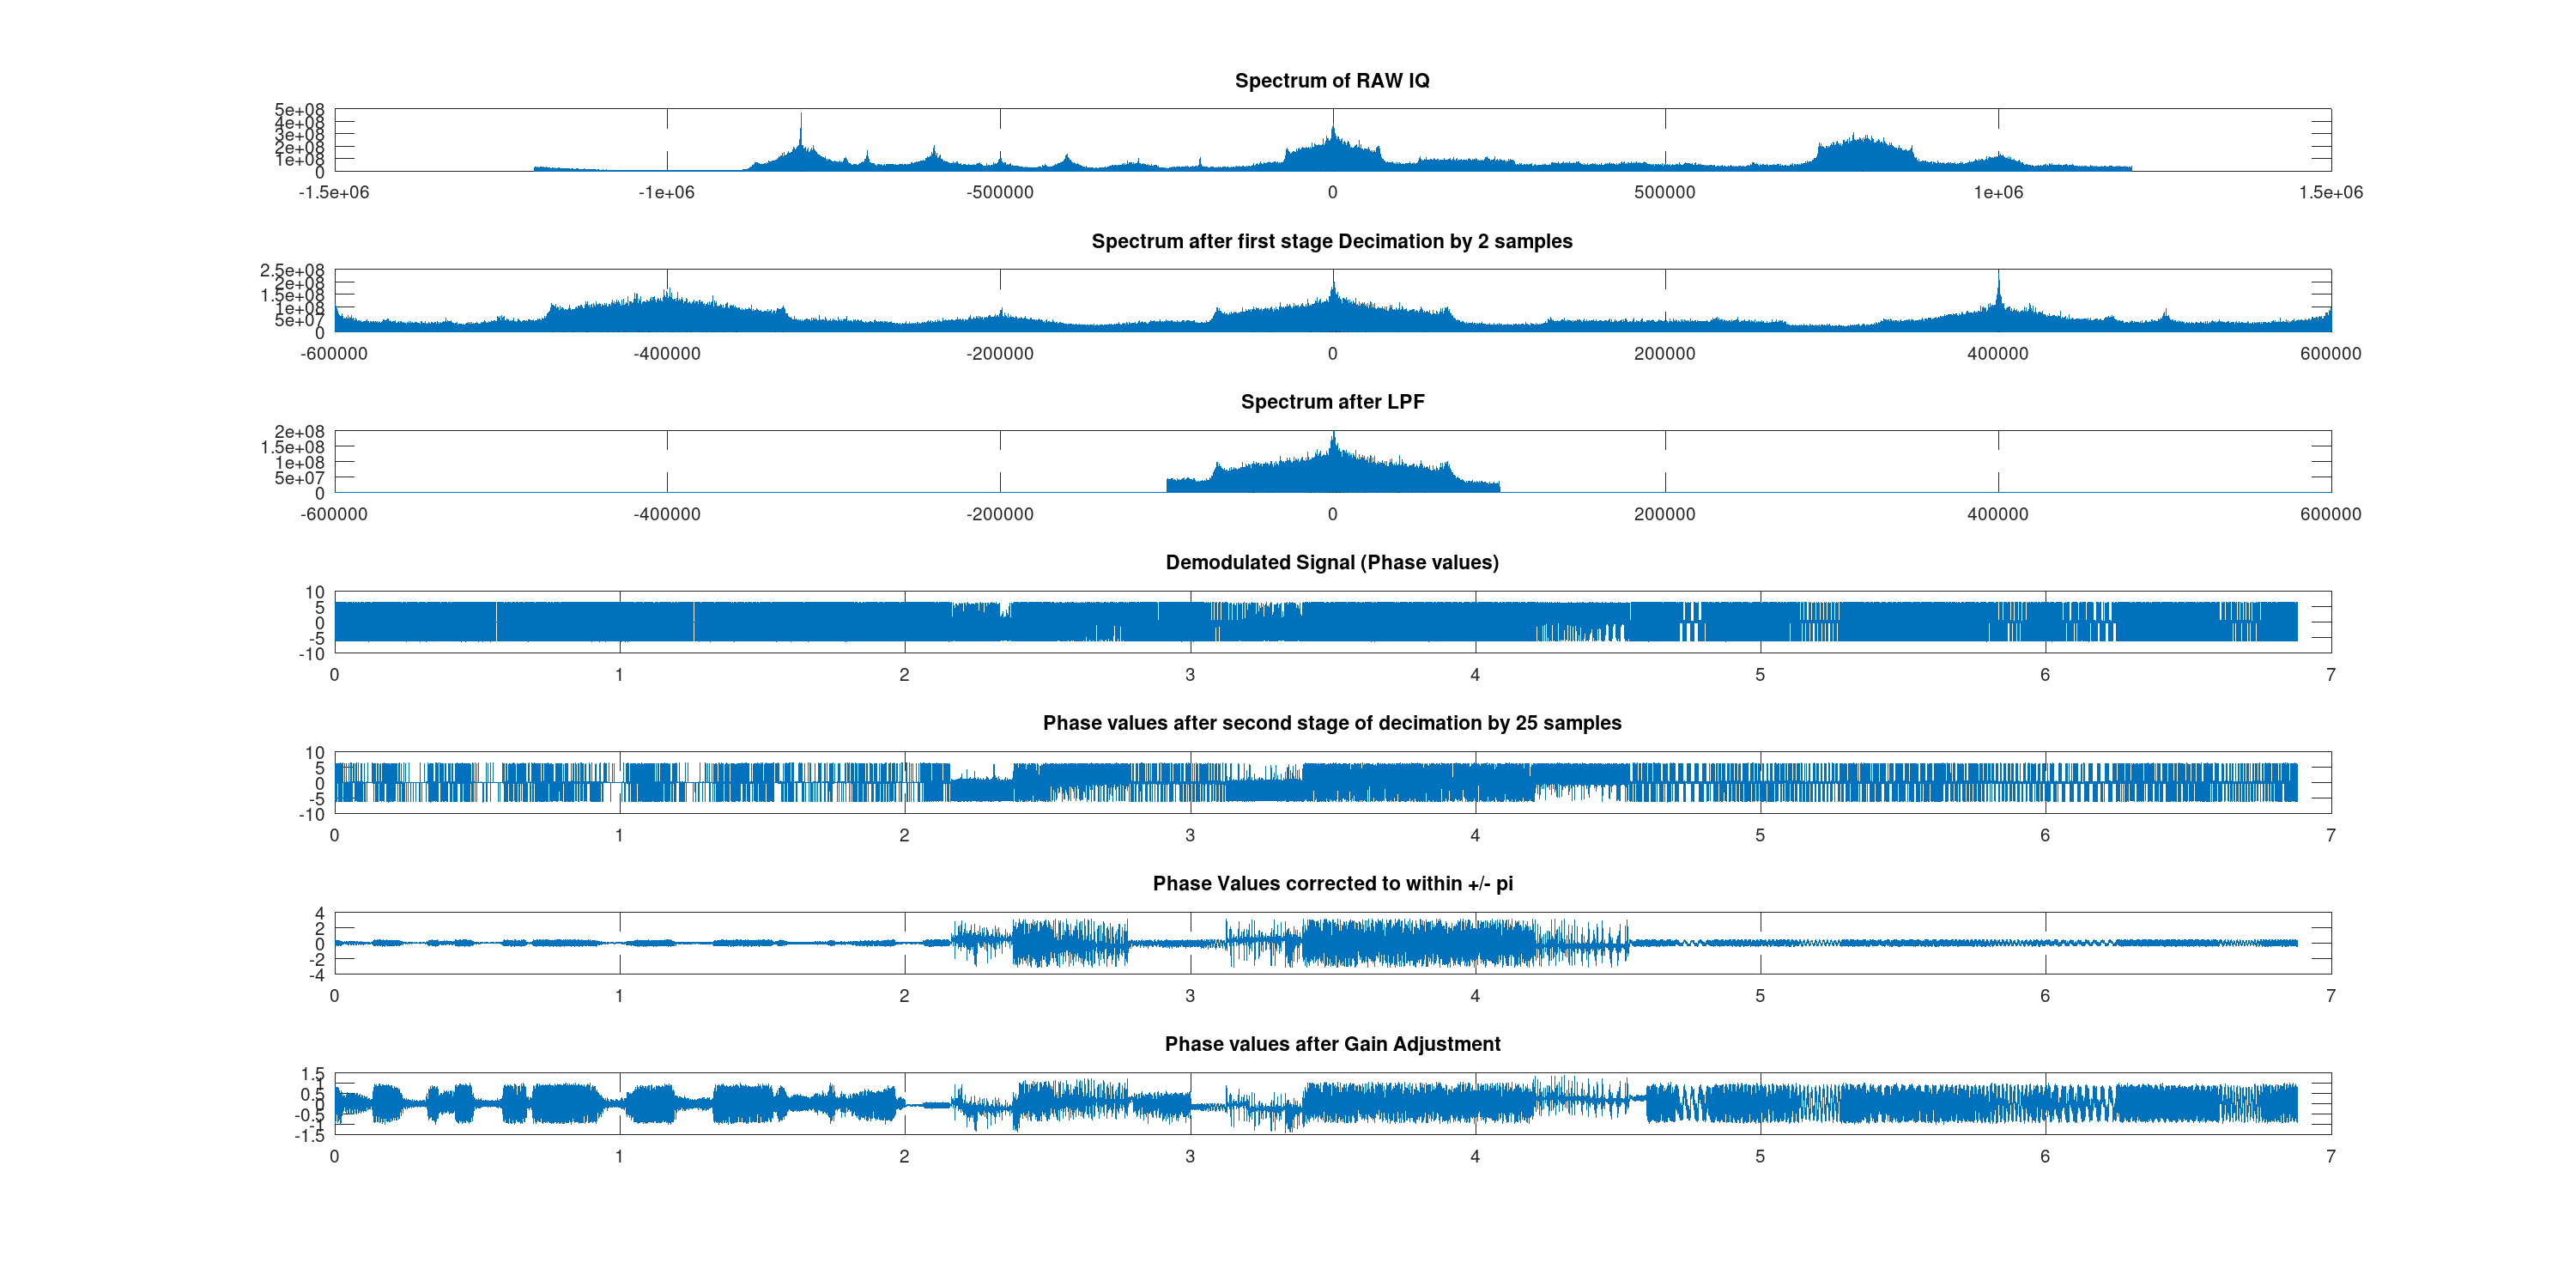 Spectrum of RAW IQ
5e+08
4e+08
3e+08
2e+08
1e+08
0
-1.5e+06 -1e+06 -500000 0 500000 1e+06 1.5e+06
Spectrum after first stage Decimation by 2 samples
2.5e+08
2e+08
1.5e+08
1e+08
5e+07
0
-600000 -400000 -200000 0 200000 400000 600000
Spectrum after LPF
2e+08
1.5e+08
1e+08
5e+07
0
-600000 -400000 -200000 0 200000 400000 600000
Demodulated Signal (Phase values)
10
5
0
-5
-10
0 1 2 3 4 5 6 7
Phase values after second stage of decimation by 25 samples
10
5
0
-5
-10
0 1 2 3 4 5 6 7
Phase Values corrected to within +/- pi
4
2
0
-2
-4
0 1 2 3 4 5 6 7
Phase values after Gain Adjustment
1.5
1
0.5
0
-0.5
-1
-1.5
0 1 2 3 4 5 6 7